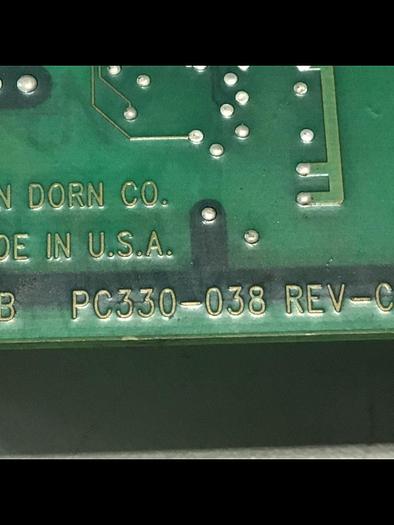 N DORN CO.
DE IN U.S.A.
B PC330-038 REV-C